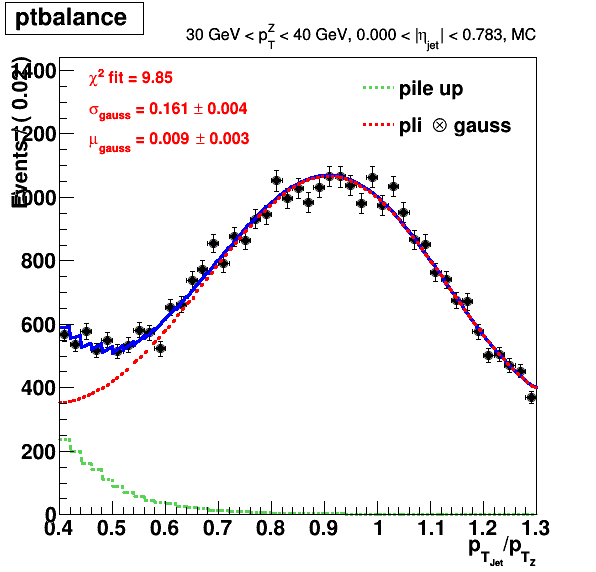 ptbalance
30 GeV < p_T^Z < 40 GeV, 0.000 < |η_jet| < 0.783, MC
χ² fit = 9.85
σ_gauss = 0.161 ± 0.004
μ_gauss = 0.009 ± 0.003
pile up
pli ⊗ gauss
Events / ( 0.02 )
1400
1200
1000
800
600
400
200
0
0.4 0.5 0.6 0.7 0.8 0.9 1 1.1 1.2 1.3
p_T_Jet/p_T_Z